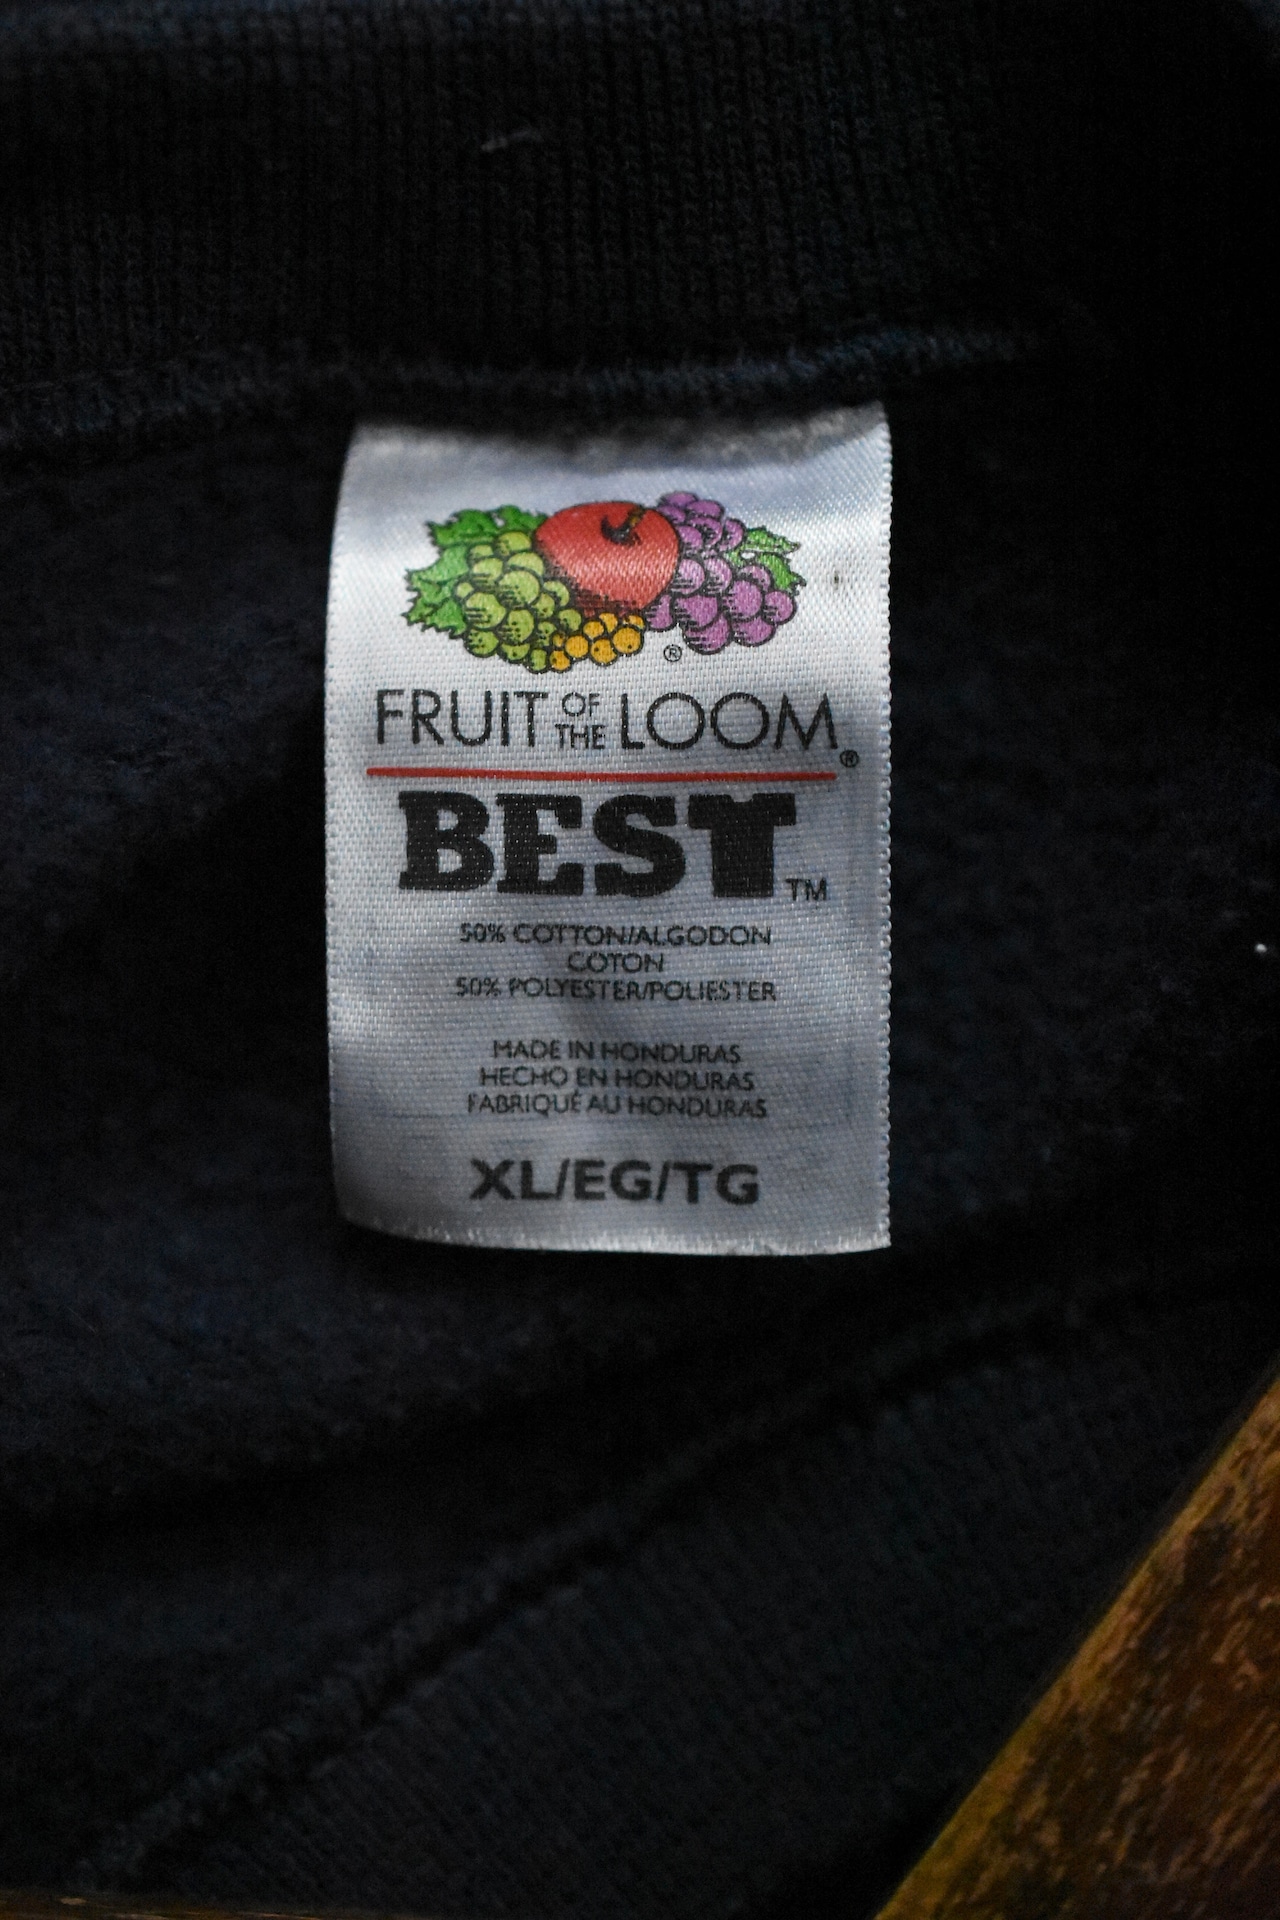 ®
FRUIT OF THE LOOM®
BEST™
50% COTTON/ALGODON
COTON
50% POLYESTER/POLIESTER
MADE IN HONDURAS
HECHO EN HONDURAS
FABRIQUÉ AU HONDURAS
XL/EG/TG